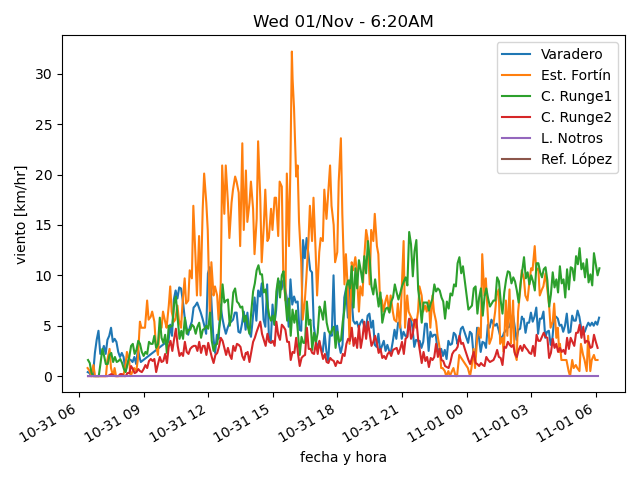 Wed 01/Nov - 6:20AM
Varadero
Est. Fortín
C. Runge1
C. Runge2
L. Notros
Ref. López
viento [km/hr]
30
25
20
15
10
5
0
10-31 06
10-31 09
10-31 12
10-31 15
10-31 18
10-31 21
11-01 00
11-01 03
11-01 06
fecha y hora